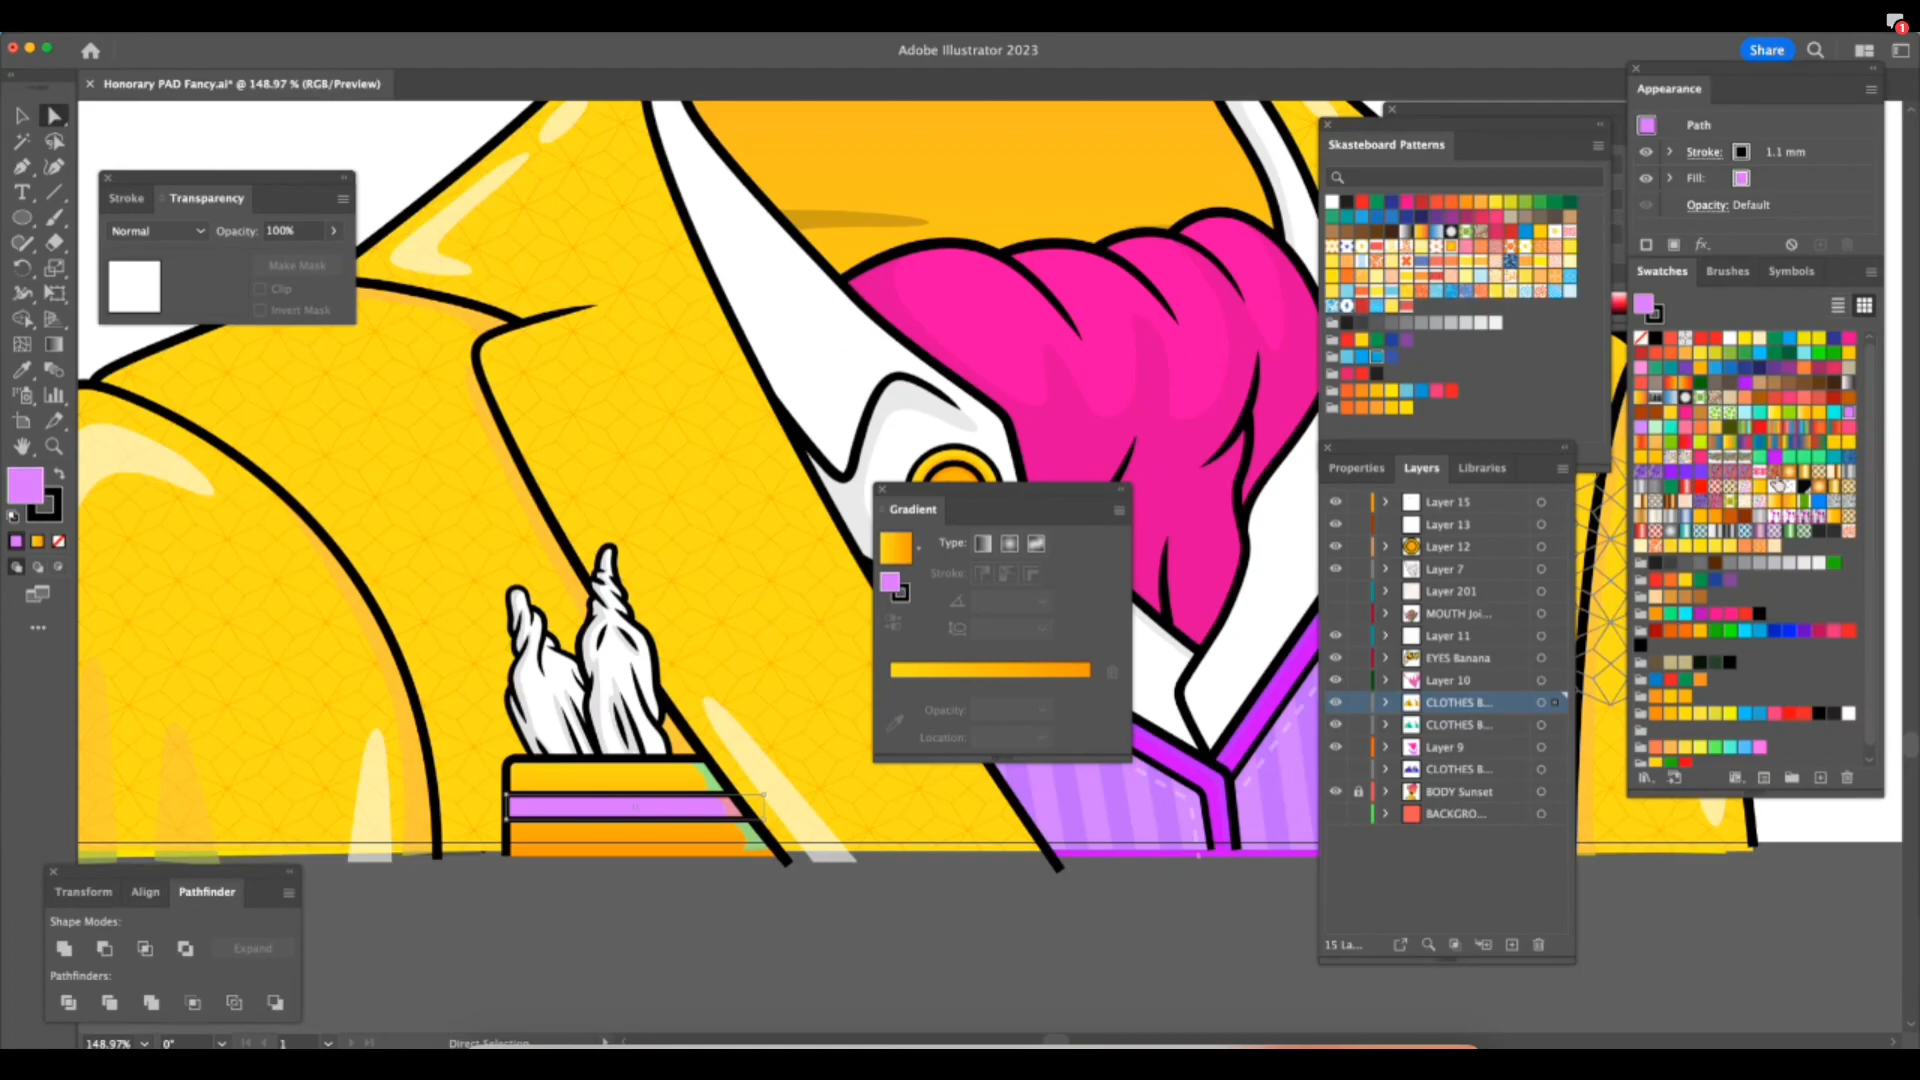 1
Adobe Illustrator 2023
Share
Honorary PAD Fancy.ai* @ 148.97 % (RGB/Preview)
Stroke
Transparency
Normal
Opacity:
100%
Make Mask
Clip
Invert Mask
Skasteboard Patterns
Appearance
Path
Stroke:
1.1 mm
Fill:
Opacity: Default
fx.
Swatches
Brushes
Symbols
Gradient
Type:
Stroke:
Opacity
Location:
Properties
Layers
Libraries
Layer 15
Layer 13
Layer 12
Layer 7
Layer 201
MOUTH Joi...
Layer 11
EYES Banana
Layer 10
CLOTHES B...
CLOTHES B...
Layer 9
CLOTHES B...
BODY Sunset
BACKGRO...
15 La...
Transform
Align
Pathfinder
Shape Modes:
Expand
Pathfinders:
148.97%
0°
1
Direct Selection